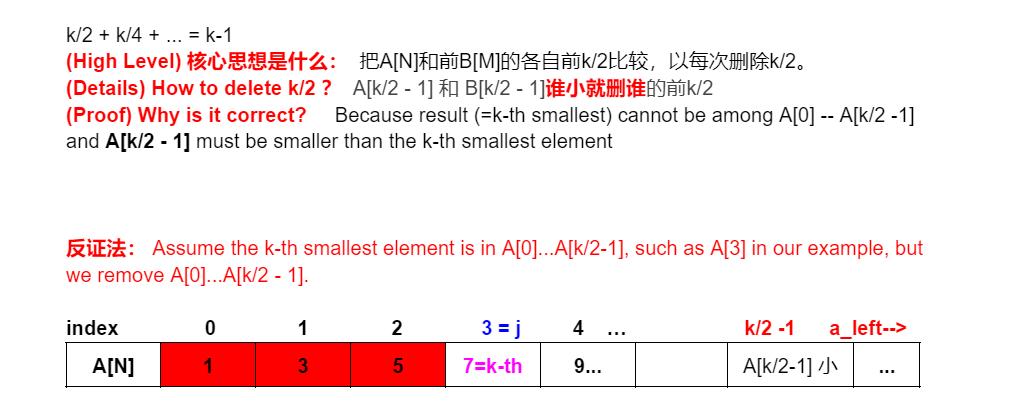 k/2 + k/4 + ... = k-1
(High Level) 核心思想是什么： 把A[N]和前B[M]的各自前k/2比较，以每次删除k/2。
(Details) How to delete k/2 ? A[k/2 - 1] 和 B[k/2 - 1]谁小就删谁的前k/2
(Proof) Why is it correct? Because result (=k-th smallest) cannot be among A[0] -- A[k/2 -1]
and A[k/2 - 1] must be smaller than the k-th smallest element
反证法： Assume the k-th smallest element is in A[0]...A[k/2-1], such as A[3] in our example, but
we remove A[0]...A[k/2 - 1].
index 0 1 2 3 = j 4 ... k/2 -1 a_left-->
A[N] 1 3 5 7=k-th 9... A[k/2-1] 小 ...